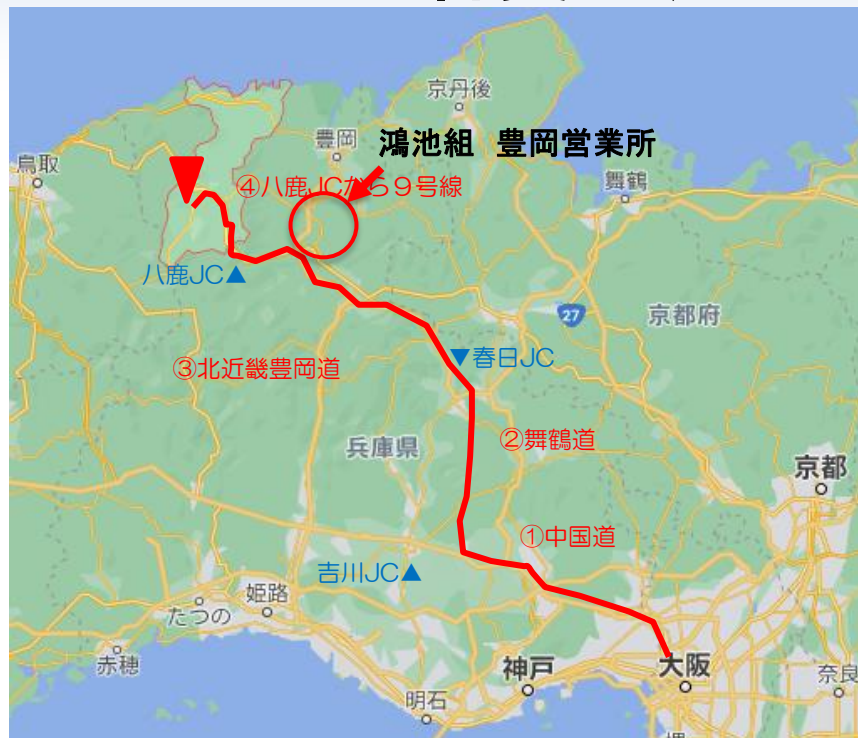 京丹後
豊岡
鴻池組 豊岡営業所
鳥取
④八鹿JCから9号線
舞鶴
八鹿JC▲
27
京都府
▼春日JC
③北近畿豊岡道
兵庫県
②舞鶴道
京都
①中国道
吉川JC▲
姫路
たつの
赤穂
神戸
大阪
奈良
明石